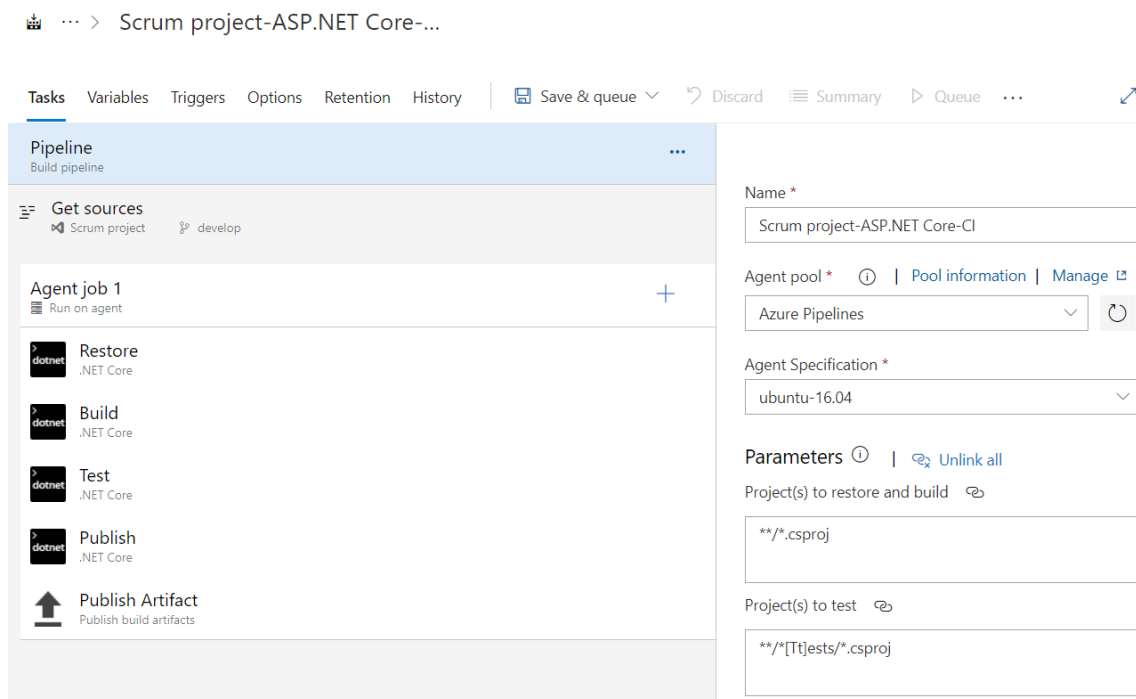 ··· > Scrum project-ASP.NET Core-...
Tasks Variables Triggers Options Retention History Save & queue Discard Summary Queue ...
Pipeline
Build pipeline
Get sources
Scrum project develop
Agent job 1
Run on agent
Restore
dotnet
.NET Core
Build
dotnet
.NET Core
Test
dotnet
.NET Core
Publish
dotnet
.NET Core
Publish Artifact
Publish build artifacts
Name *
Scrum project-ASP.NET Core-CI
Agent pool * | Pool information | Manage
Azure Pipelines
Agent Specification *
ubuntu-16.04
Parameters | Unlink all
Project(s) to restore and build
**/*.csproj
Project(s) to test
**/*[Tt]ests/*.csproj